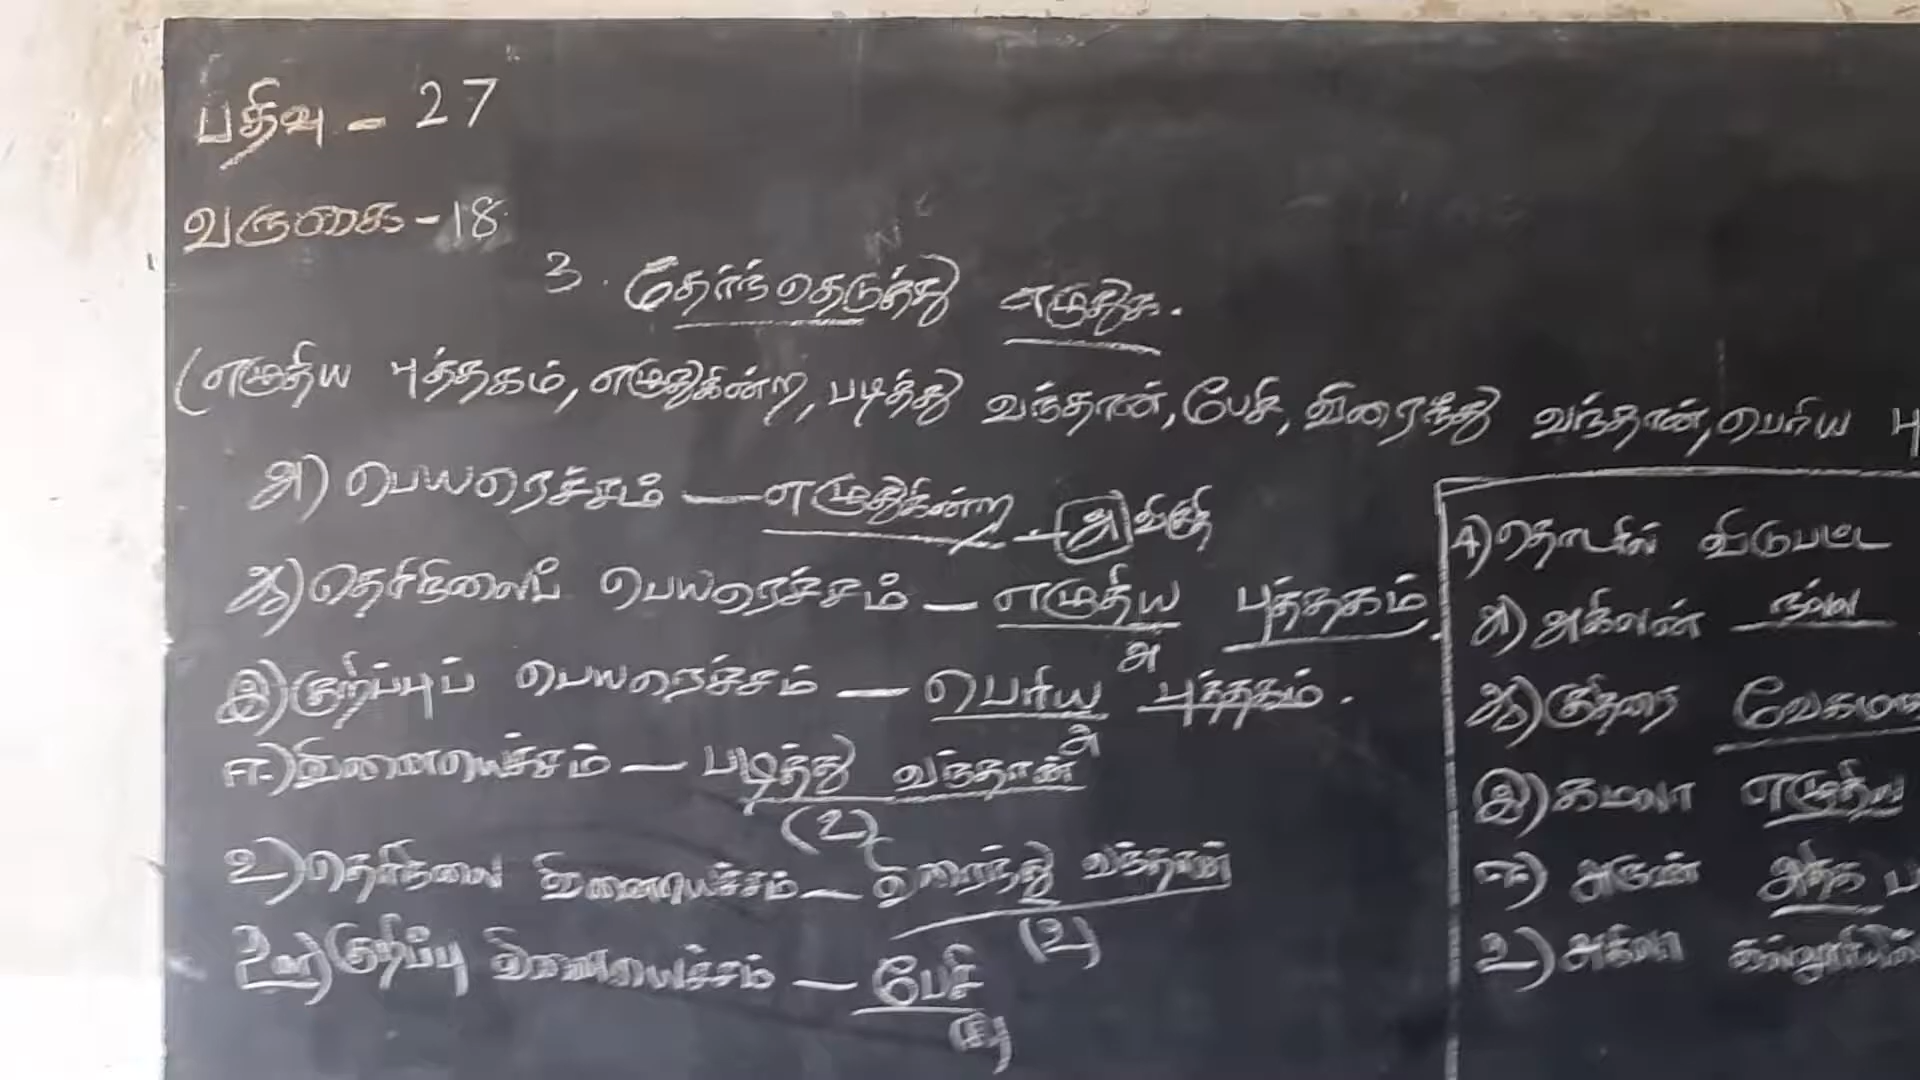 பதிவு - 27
வருகை - 18
3. தேர்ந்தெடுத்து எழுதுக.
(எழுதிய புத்தகம், எழுதுகின்ற, படித்து வந்தான், பேசி, விரைந்து வந்தான், பெரிய பு
அ) பெயரெச்சம் — எழுதுகின்ற - அ விகுதி
ஆ) தெரிநிலைப் பெயரெச்சம் — எழுதிய புத்தகம்.
அ
இ) குறிப்புப் பெயரெச்சம் — பெரிய புத்தகம்.
அ
ஈ) வினையெச்சம் — படித்து வந்தான்
(உ)
உ) தெரிநிலை வினையெச்சம் — விரைந்து வந்தான்
(உ)
ஊ) குறிப்பு வினையெச்சம் — பேசி
(இ)
4) தொடரில் விடுபட்ட
அ) அகிலன் நல்ல
ஆ) குதிரை வேகமாக
இ) கமலா எழுதிய
ஈ) அருண் அந்த ப
உ) அகிலா